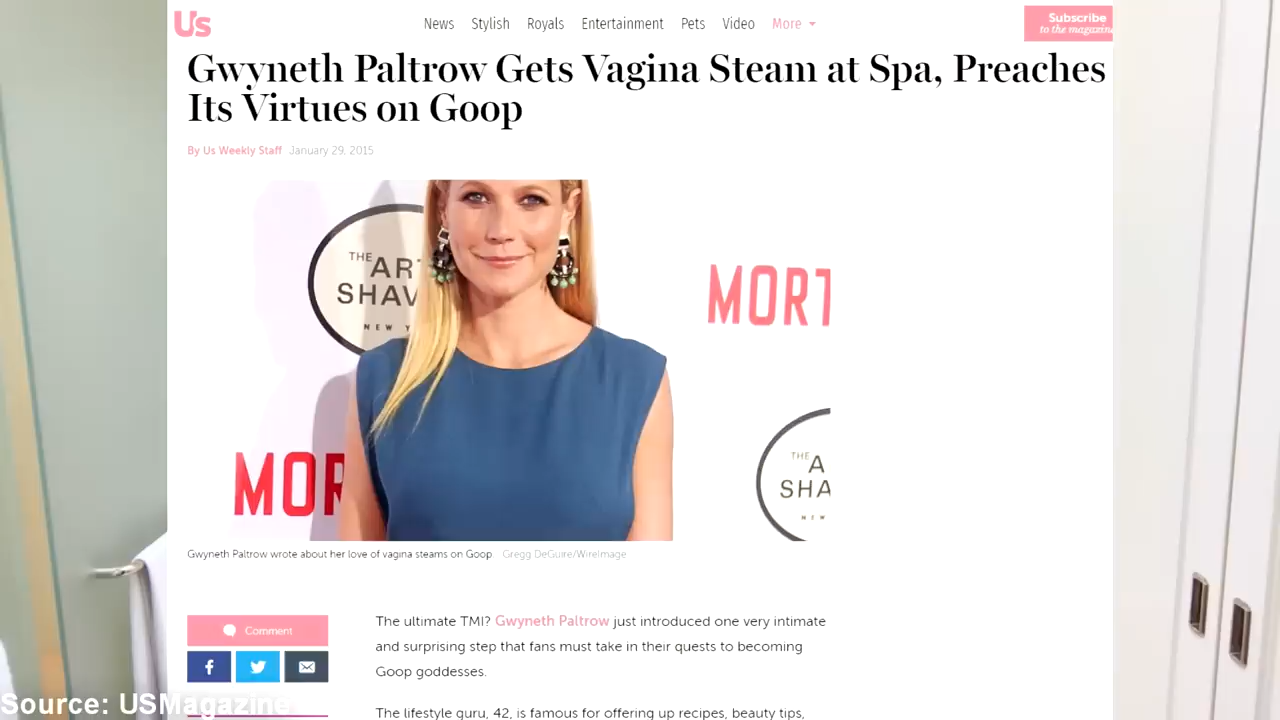 Us
News Stylish Royals Entertainment Pets Video More
Subscribe
to the magazine
Gwyneth Paltrow Gets Vagina Steam at Spa, Preaches
Its Virtues on Goop
By Us Weekly Staff January 29, 2015
THE
AR
SHAV
NEW Y
MORT
MOR
THE
A
SHA
N W
Gwyneth Paltrow wrote about her love of vagina steams on Goop. Gregg DeGuire/WireImage
Comment
The ultimate TMI? Gwyneth Paltrow just introduced one very intimate
and surprising step that fans must take in their quests to becoming
Goop goddesses.
The lifestyle guru, 42, is famous for offering up recipes, beauty tips,
Source: USMagazine